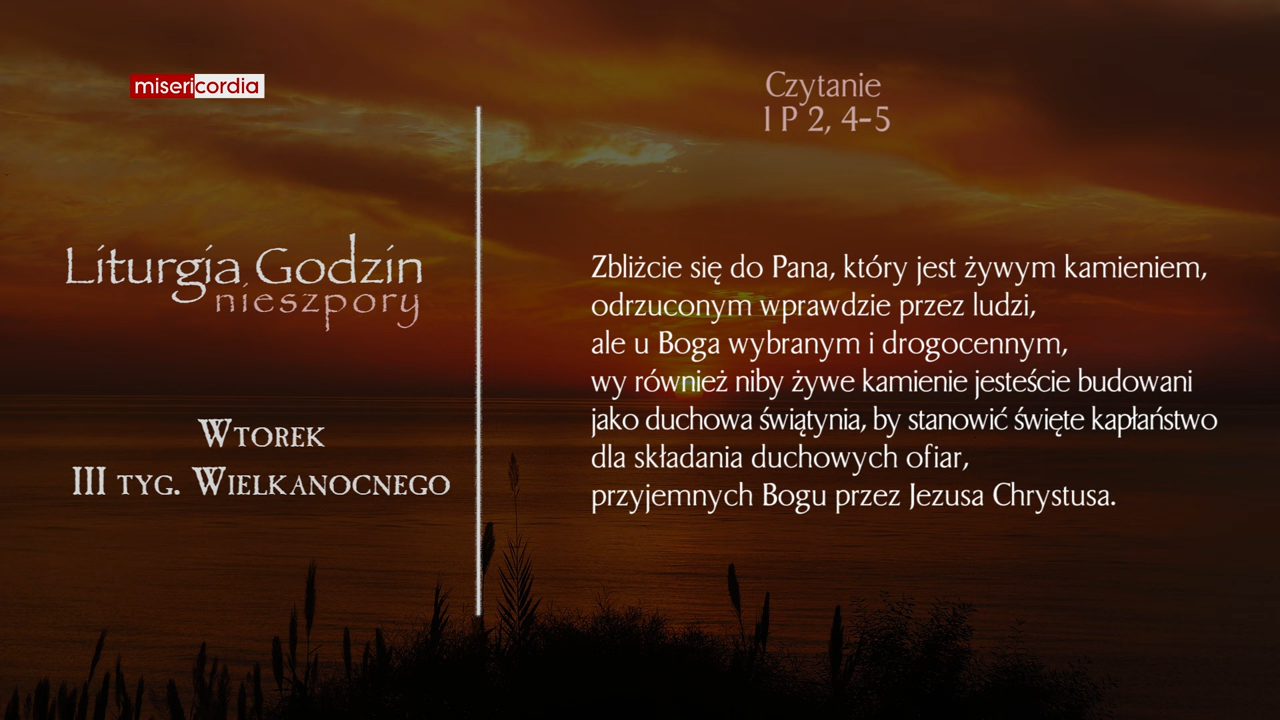 misericordia
Liturgia Godzin
nieszpory
Wtorek
III tyg. Wielkanocnego
Czytanie
1 P 2, 4-5
Zbliżcie się do Pana, który jest żywym kamieniem,
odrzuconym wprawdzie przez ludzi,
ale u Boga wybranym i drogocennym,
wy również niby żywe kamienie jesteście budowani
jako duchowa świątynia, by stanowić święte kapłaństwo
dla składania duchowych ofiar,
przyjemnych Bogu przez Jezusa Chrystusa.